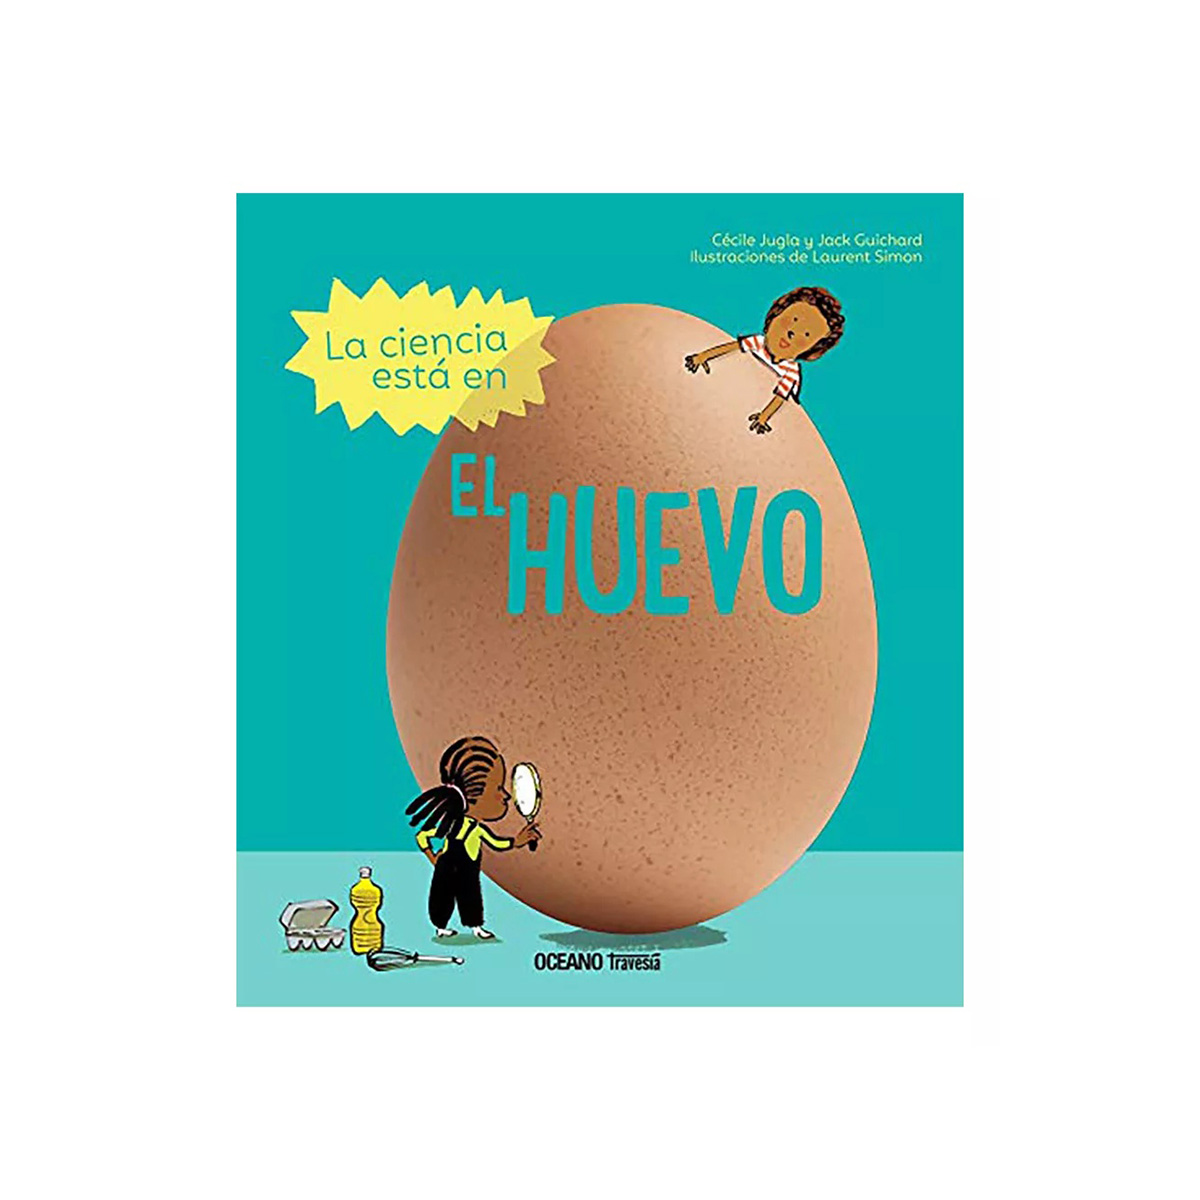 Cécile Jugla y Jack Guichard
Ilustraciones de Laurent Simon
La ciencia
está en
EL HUEVO
OCEANO Travesía